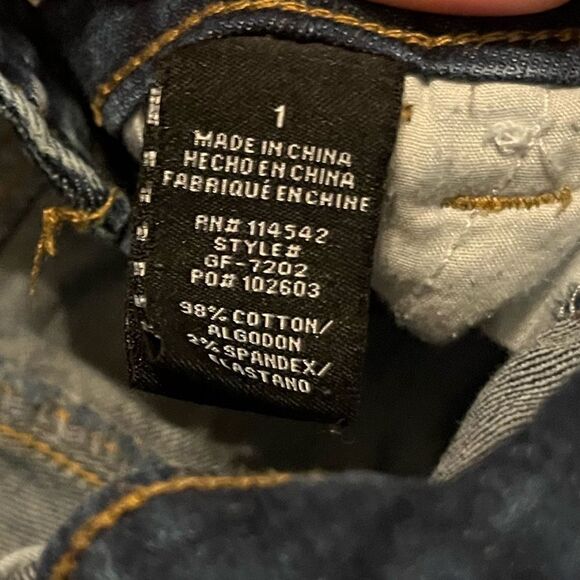 1
MADE IN CHINA
HECHO EN CHINA
FABRIQUÉ EN CHINE
RN# 114542
STYLE#
GF-7202
PO# 102603
98% COTTON/
ALGODON
2% SPANDEX/
ELASTANO